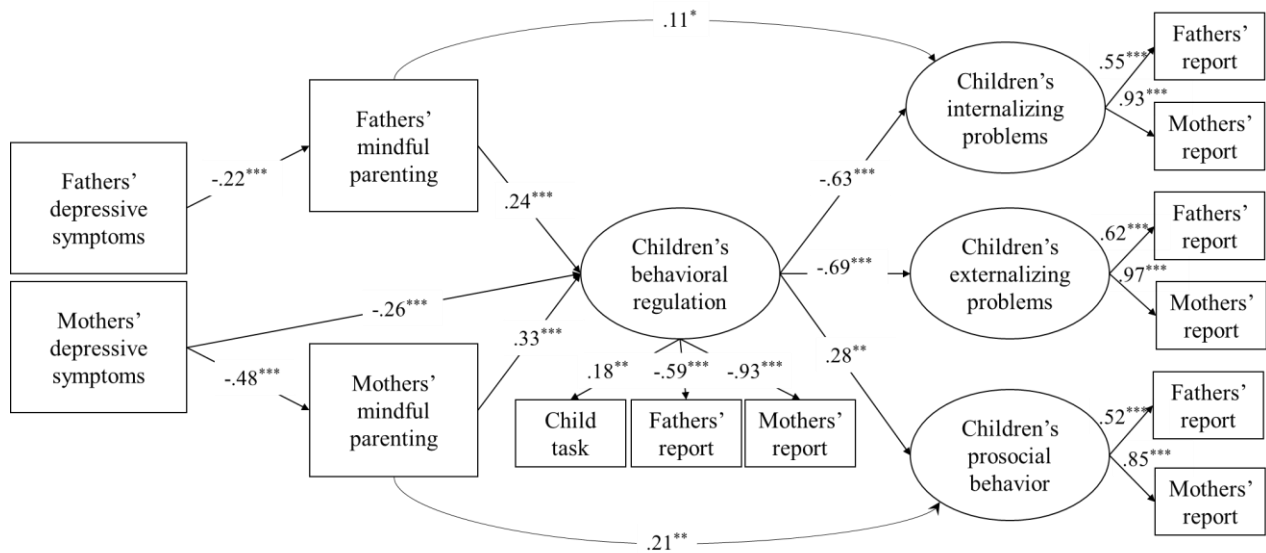 .11*
Fathers'
report
.55***
Children's
internalizing
problems
.93***
Mothers'
report
Fathers'
mindful
parenting
Fathers'
depressive
symptoms
-.22***
.24***
-.63***
Fathers'
report
.62***
Children's
behavioral
regulation
-.69***
Children's
externalizing
problems
.97***
Mothers'
report
Mothers'
depressive
symptoms
-.26***
.33***
-.48***
Mothers'
mindful
parenting
.18**
-.59***
-.93***
.28**
Child
task
Fathers'
report
Mothers'
report
Fathers'
report
.52***
Children's
prosocial
behavior
.85***
Mothers'
report
.21**